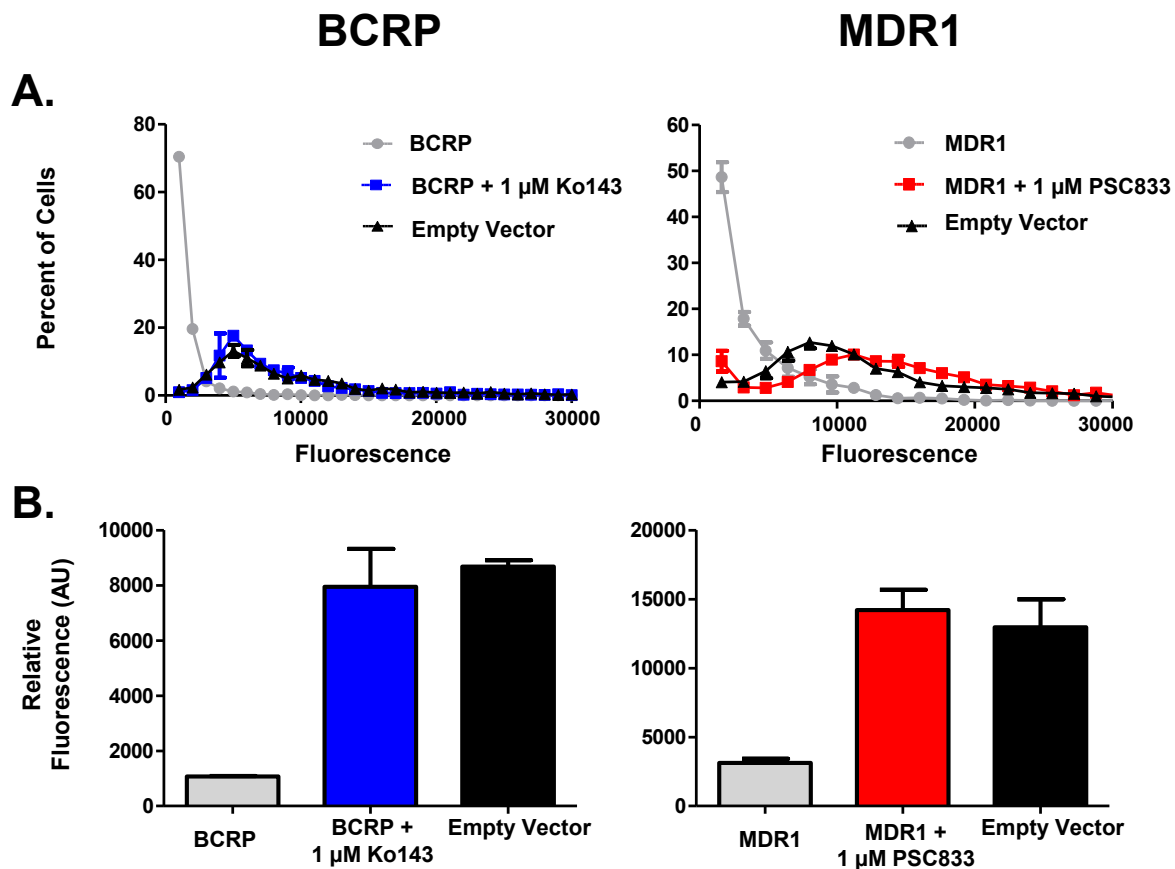 BCRP
MDR1
A.
Percent of Cells
80
60
40
20
0
0
10000
20000
30000
Fluorescence
BCRP
BCRP + 1 µM Ko143
Empty Vector
60
50
40
30
20
10
0
0
10000
20000
30000
Fluorescence
MDR1
MDR1 + 1 µM PSC833
Empty Vector
B.
Relative
Fluorescence (AU)
10000
8000
6000
4000
2000
0
BCRP
BCRP +
1 µM Ko143
Empty Vector
20000
15000
10000
5000
0
MDR1
MDR1 +
1 µM PSC833
Empty Vector